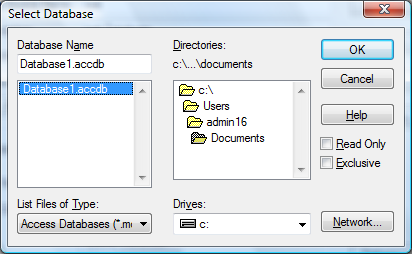 Select Database
Database Name
Database1.accdb
Database1.accdb
Directories:
c:\...\documents
c:\
Users
admin16
Documents
OK
Cancel
Help
Read Only
Exclusive
List Files of Type:
Access Databases (*.m
Drives:
c:
Network...